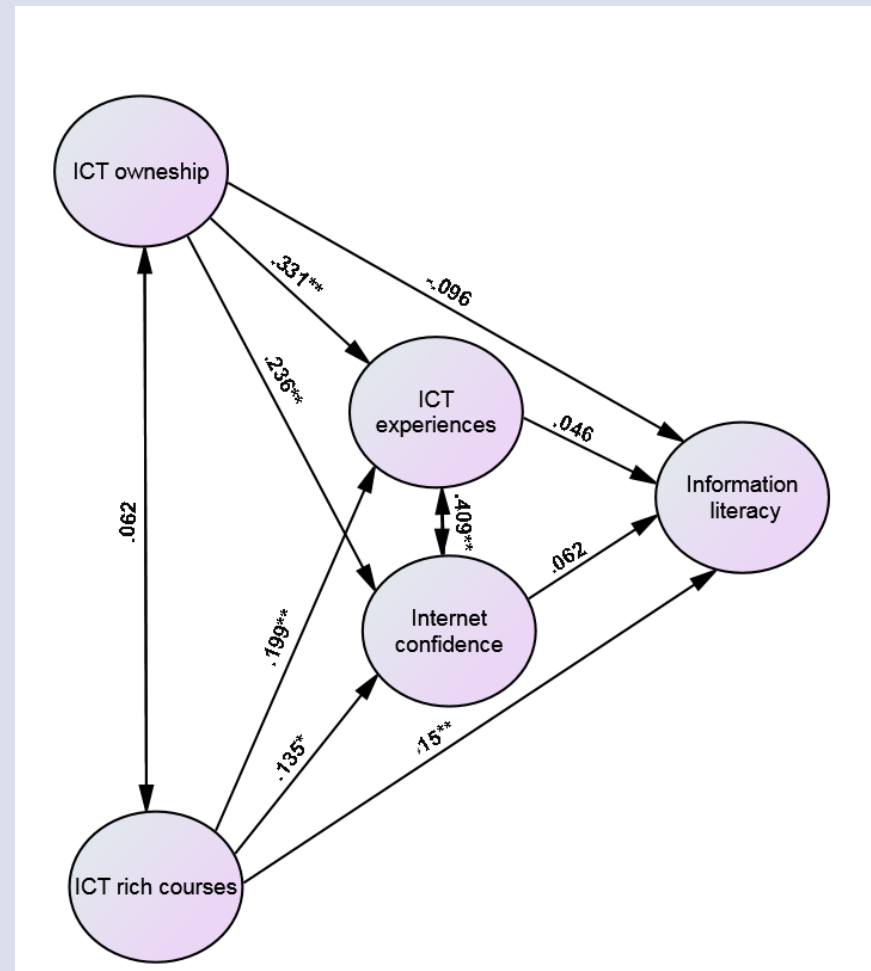 ICT owneship
-.096
.331**
.236**
ICT
experiences
.046
Information
literacy
.409**
.062
.062
Internet
confidence
.199**
.135*
.15**
ICT rich courses